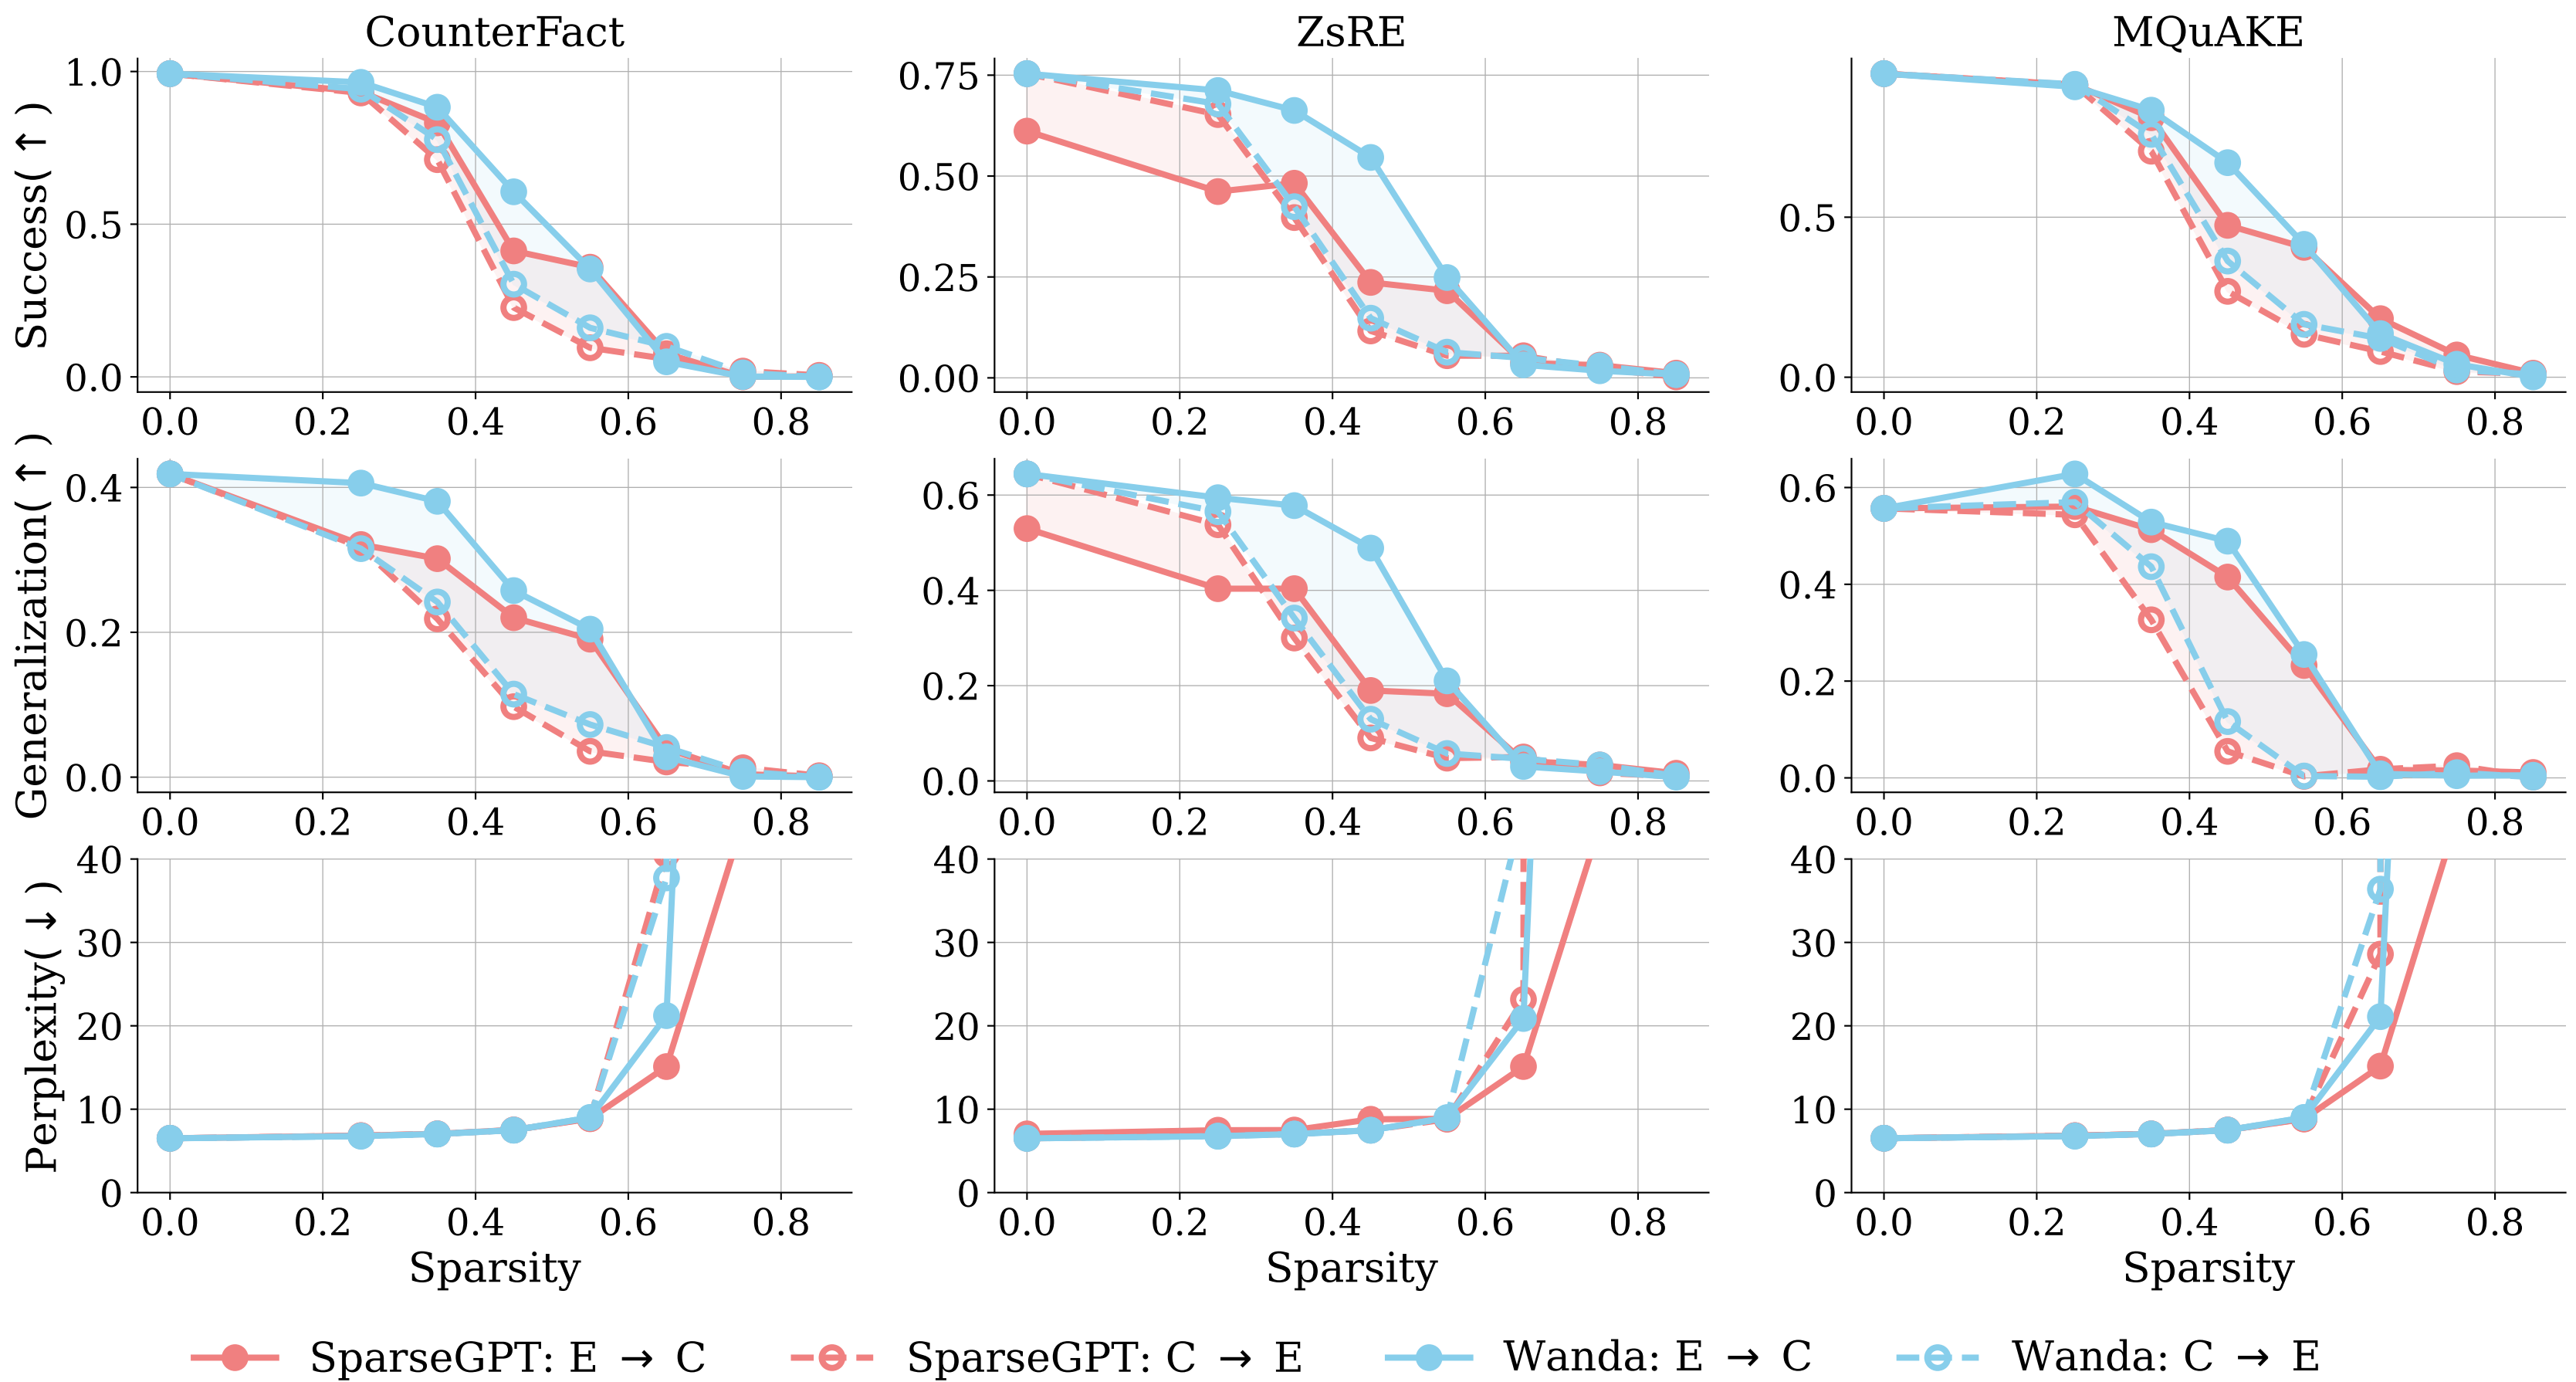 CounterFact ZsRE MQuAKE
Success( ↑ )
1.0
0.5
0.0
0.0 0.2 0.4 0.6 0.8
0.75
0.50
0.25
0.00
0.0 0.2 0.4 0.6 0.8
0.5
0.0
0.0 0.2 0.4 0.6 0.8
Generalization( ↑ )
0.4
0.2
0.0
0.0 0.2 0.4 0.6 0.8
0.6
0.4
0.2
0.0
0.0 0.2 0.4 0.6 0.8
0.6
0.4
0.2
0.0
0.0 0.2 0.4 0.6 0.8
Perplexity( ↓ )
40
30
20
10
0
0.0 0.2 0.4 0.6 0.8
Sparsity
40
30
20
10
0
0.0 0.2 0.4 0.6 0.8
Sparsity
40
30
20
10
0
0.0 0.2 0.4 0.6 0.8
Sparsity
SparseGPT: E → C SparseGPT: C → E Wanda: E → C Wanda: C → E